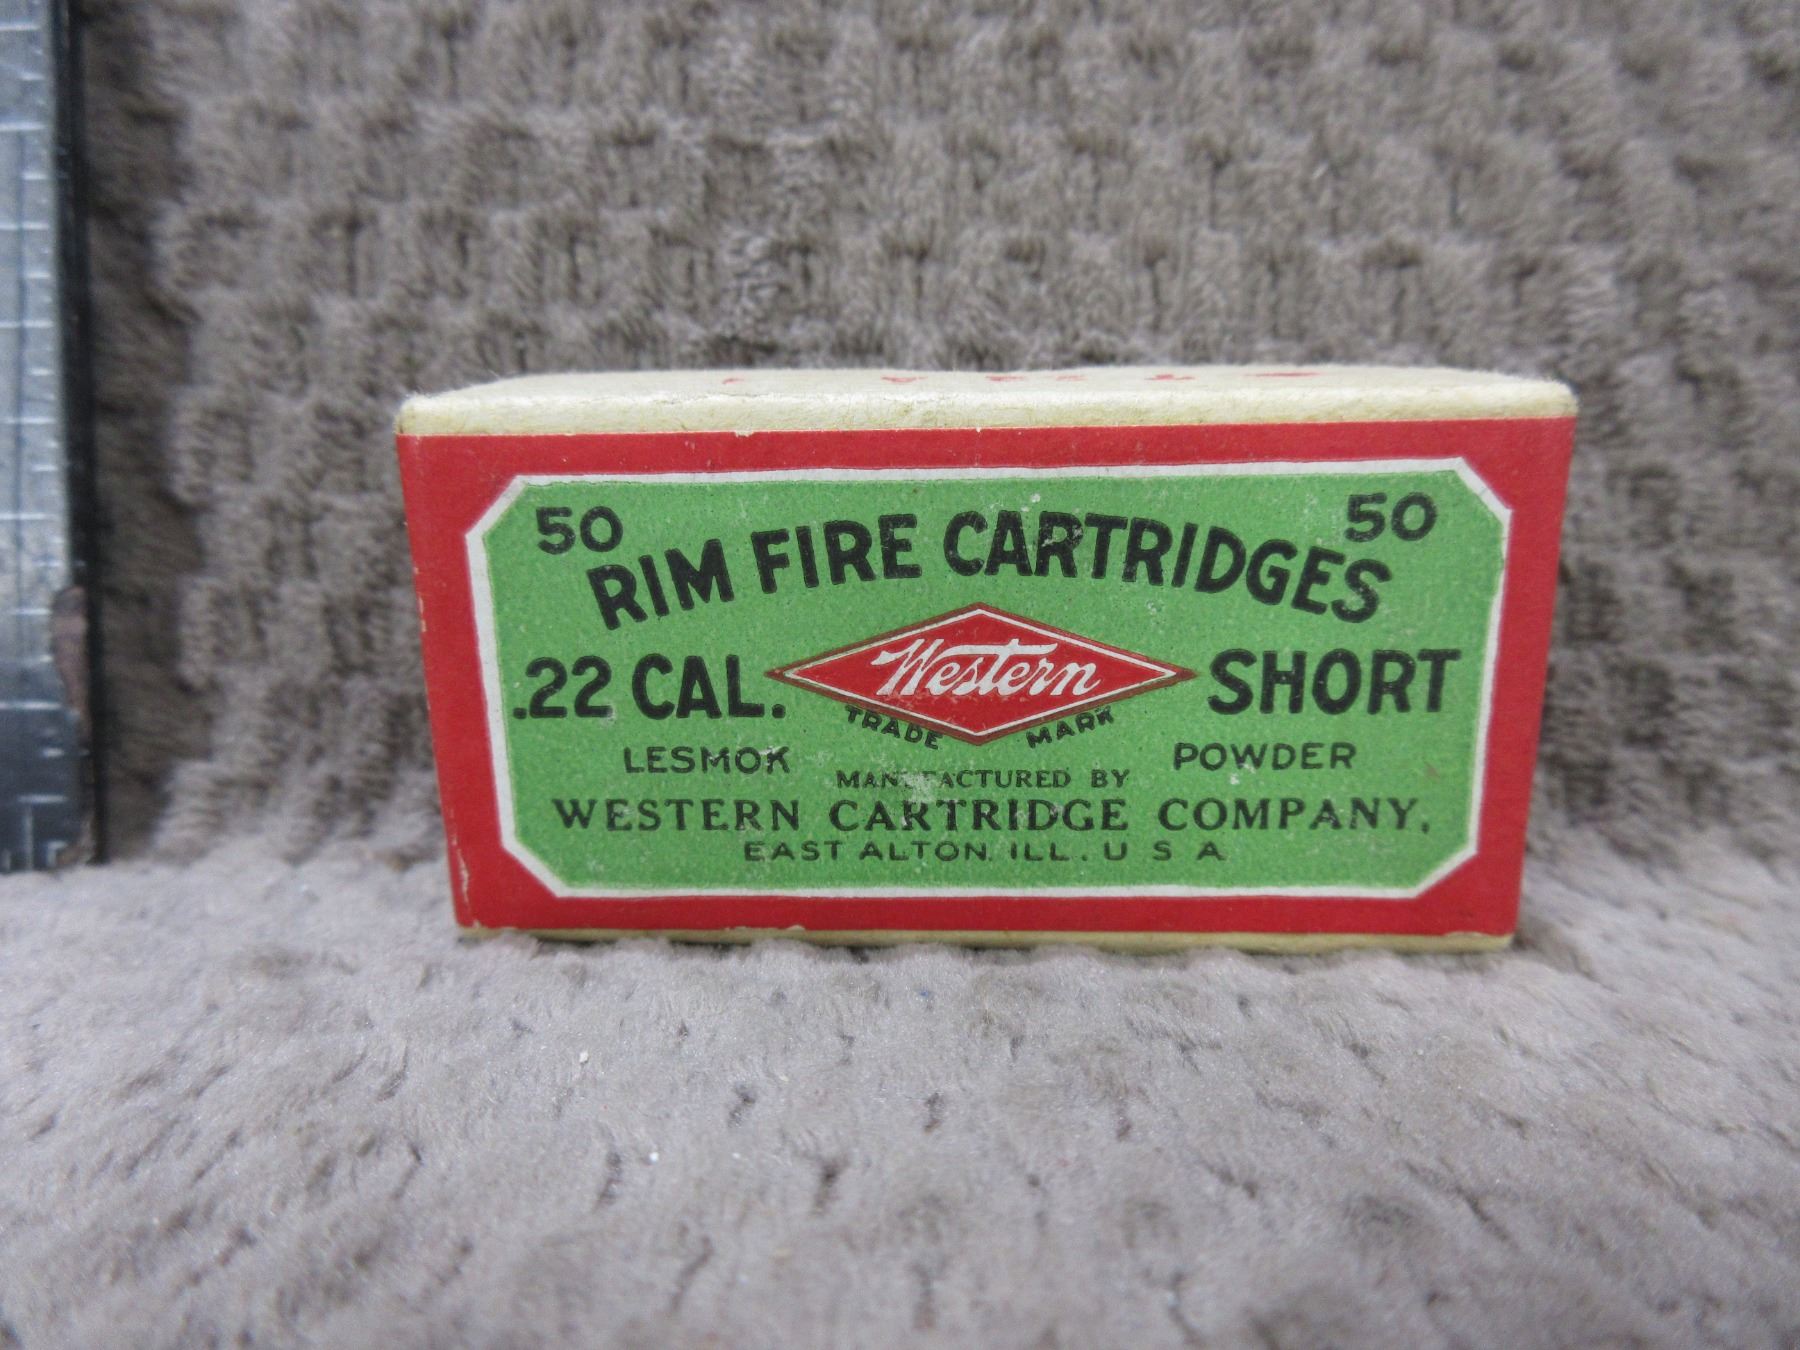 50 50
RIM FIRE CARTRIDGES
.22 CAL. Western SHORT
TRADE MARK
LESMOK POWDER
MANUFACTURED BY
WESTERN CARTRIDGE COMPANY,
EAST ALTON, ILL. U S A